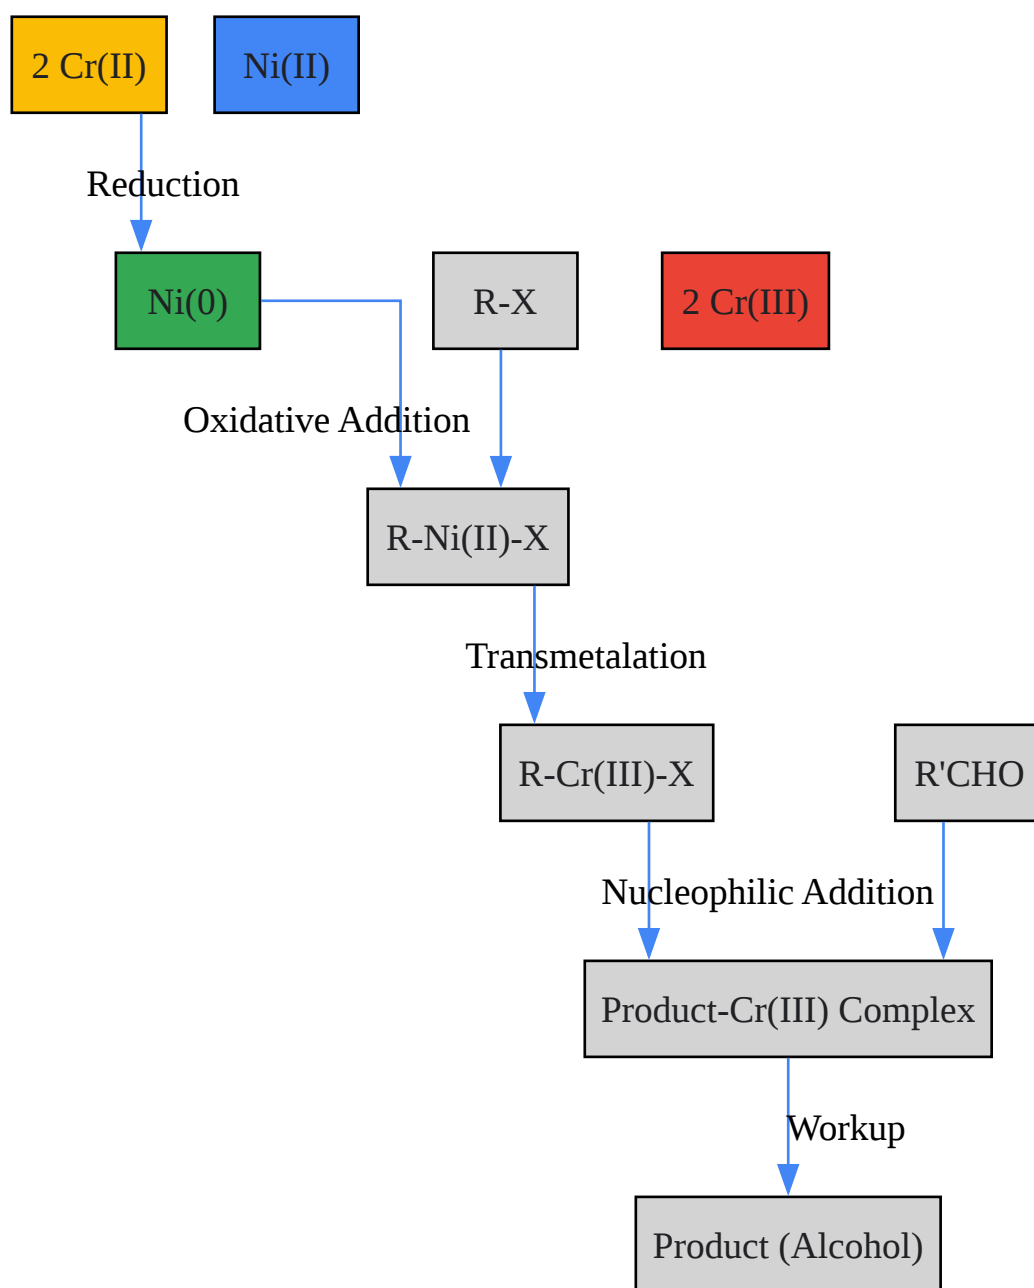 2 Cr(II)
Ni(II)
Reduction
Ni(0)
R-X
2 Cr(III)
Oxidative Addition
R-Ni(II)-X
Transmetalation
R-Cr(III)-X
R'CHO
Nucleophilic Addition
Product-Cr(III) Complex
Workup
Product (Alcohol)